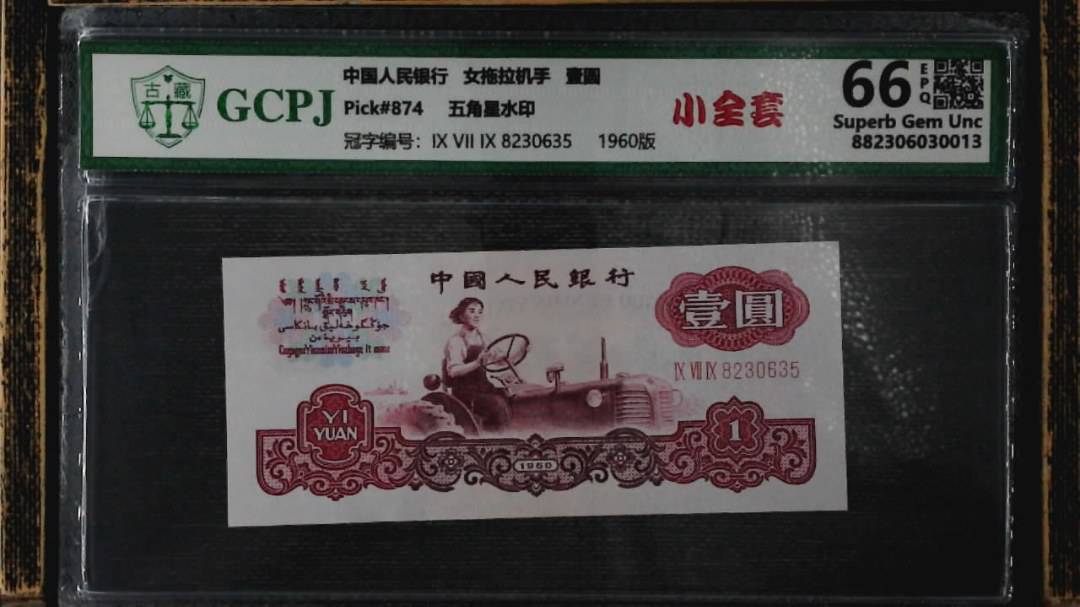 古 藏
GCPJ
中国人民银行 女拖拉机手 壹圆
Pick#874 五角星水印
冠字编号: IX VII IX 8230635 1960版
小全套
66 EPQ
Superb Gem Unc
882306030013
中國人民銀行
壹圓
IX VII IX 8230635
YI
YUAN
1
1960